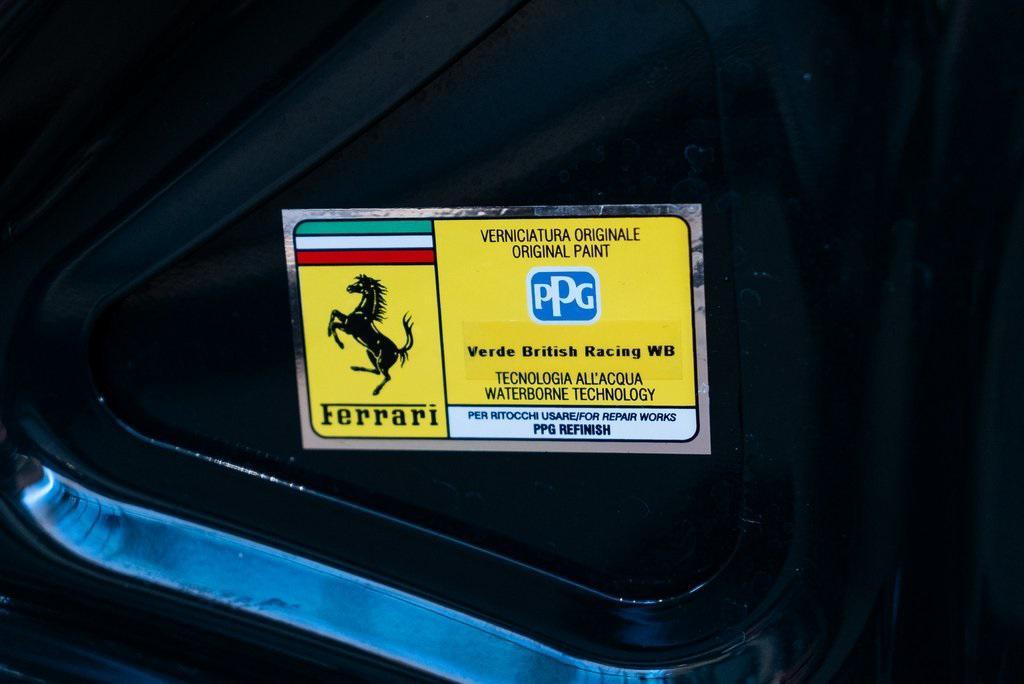 Ferrari
VERNICIATURA ORIGINALE
ORIGINAL PAINT
PPG
Verde British Racing WB
TECNOLOGIA ALL'ACQUA
WATERBORNE TECHNOLOGY
PER RITOCCHI USARE/FOR REPAIR WORKS
PPG REFINISH